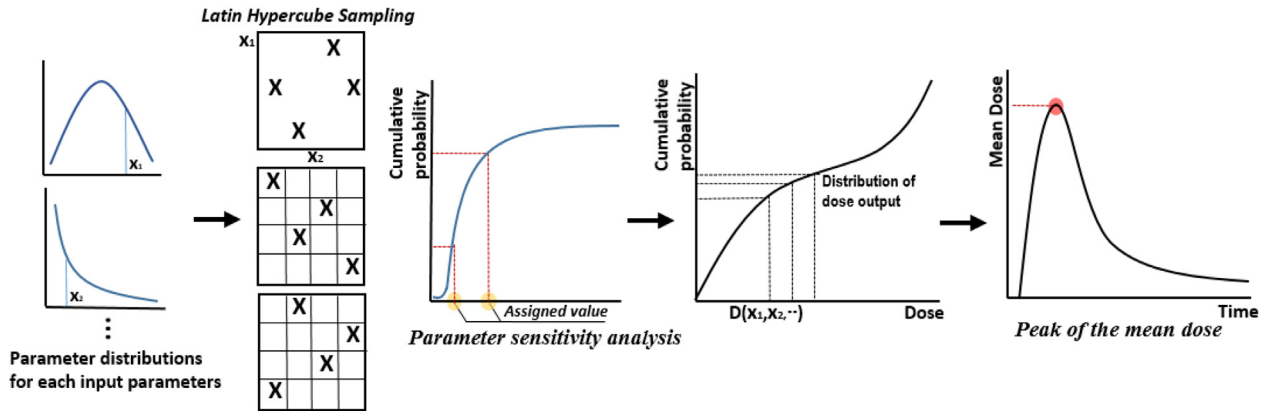 Latin Hypercube Sampling
X₁
X
X
X
X
X₂
X
X
X
X
X
X
X
X
X₁
X₂
Parameter distributions
for each input parameters
Cumulative
probability
Assigned value
Parameter sensitivity analysis
Cumulative
probability
Distribution of
dose output
D(x₁,x₂,··)
Dose
Mean Dose
Time
Peak of the mean dose